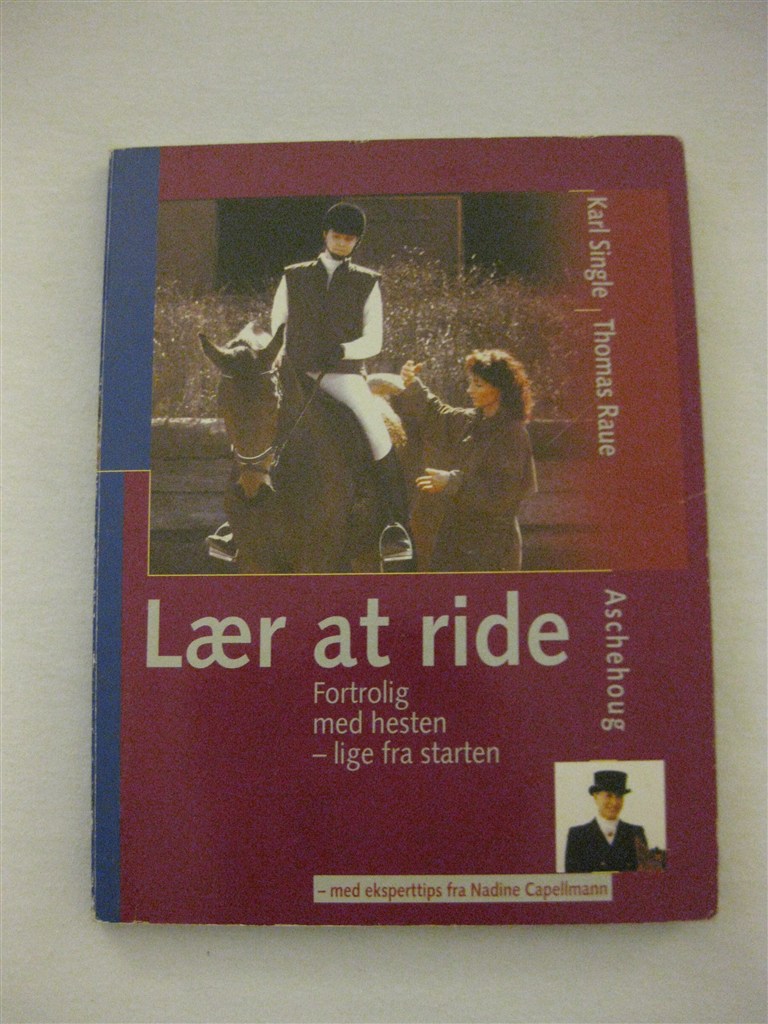 Karl Single | Thomas Raue
Lær at ride
Fortrolig
med hesten
– lige fra starten
Aschehoug
– med eksperttips fra Nadine Capellmann